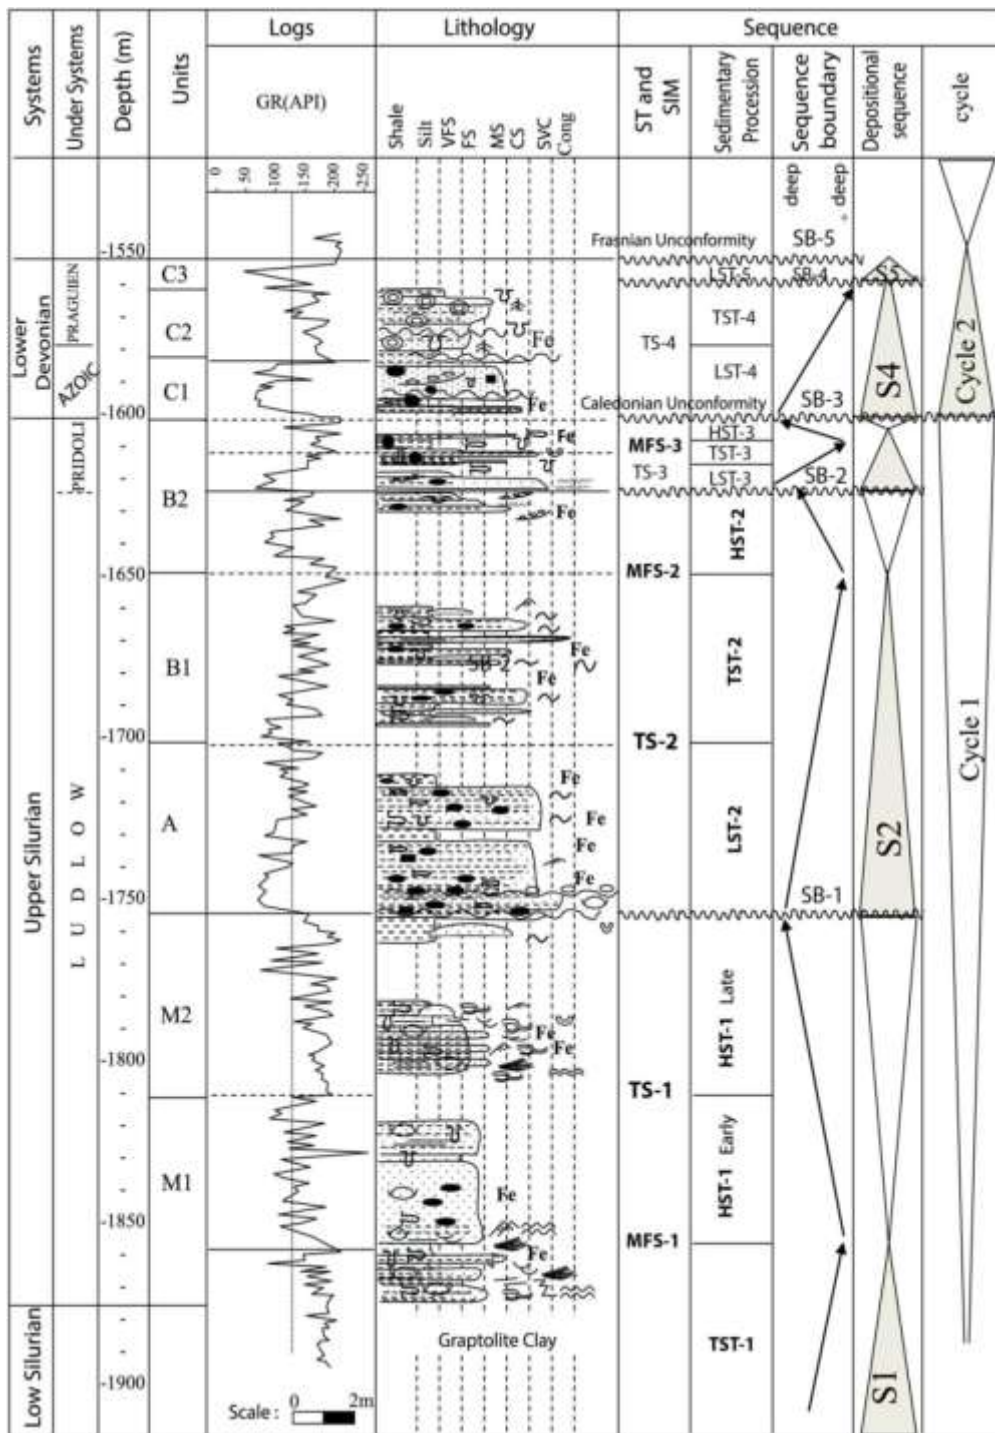 Logs
Lithology
Sequence
Systems
Under Systems
Depth (m)
Units
GR(API)
Shale
Silt
VFS
FS
MS
CS
SVC
Cong
ST and SIM
Sedimentary Procession
Sequence boundary
Depositional sequence
cycle
0 50 -100 -150 -200 -250
deep
+ deep
Frasnian Unconformity SB-5
-1550
C3
LST-5 SB-4 S5
Lower Devonian
PRAGUIEN
C2
Fe
TST-4
TS-4
LST-4
S4
Cycle 2
AZOIC
C1
Fe
-1600
Caledonian Unconformity SB-3
PRIDOLI
Fe
MFS-3
HST-3
TST-3
TS-3
LST-3 SB-2
B2
Fe
HST-2
-1650
MFS-2
B1
Fe
SB-2
Fe
TST-2
-1700
TS-2
Cycle 1
Upper Silurian
LUDLOW
A
Fe
Fe
Fe
Fe
LST-2
S2
-1750
SB-1
M2
Fe
Fe
HST-1 Late
-1800
TS-1
M1
Fe
HST-1 Early
-1850
MFS-1
Fe
Low Silurian
Graptolite Clay
TST-1
S1
-1900
Scale : 0 2m